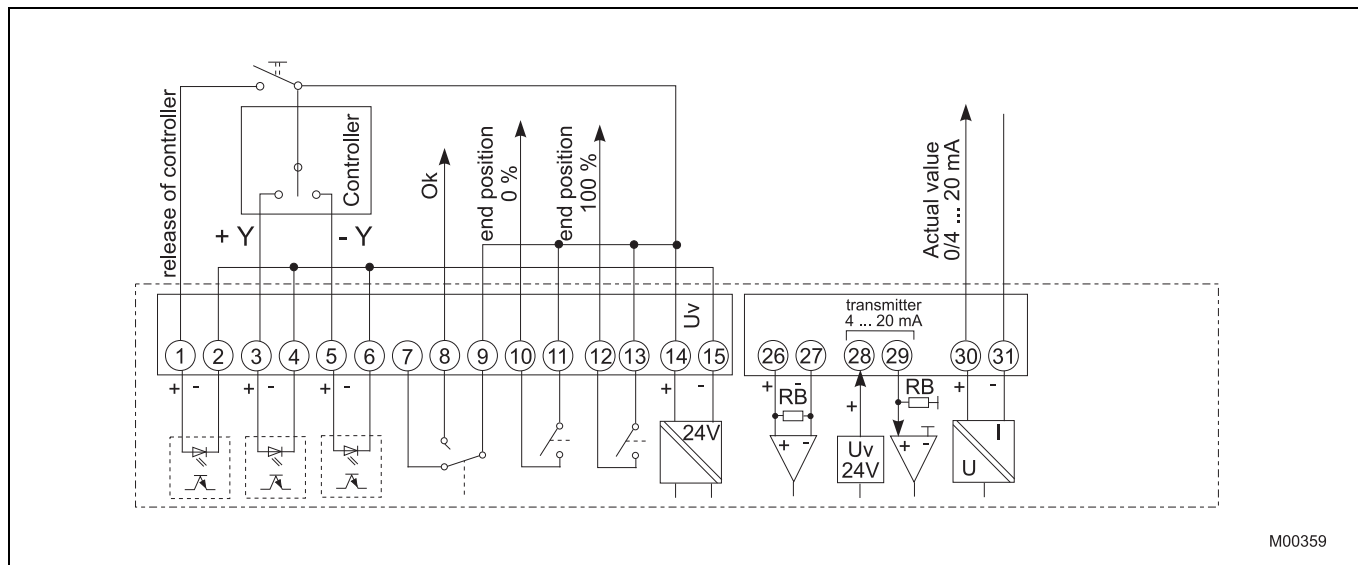 release of controller
Controller
+ Y
- Y
Ok
end position
0 %
end position
100 %
Actual value
0/4 ... 20 mA
Uv
transmitter
4 ... 20 mA
1 2 3 4 5 6 7 8 9 10 11 12 13 14 15
26 27 28 29 30 31
+ - + - + - + -
+ - + + -
RB
RB
24V
+ -
Uv
24V
+ -
I
U
M00359